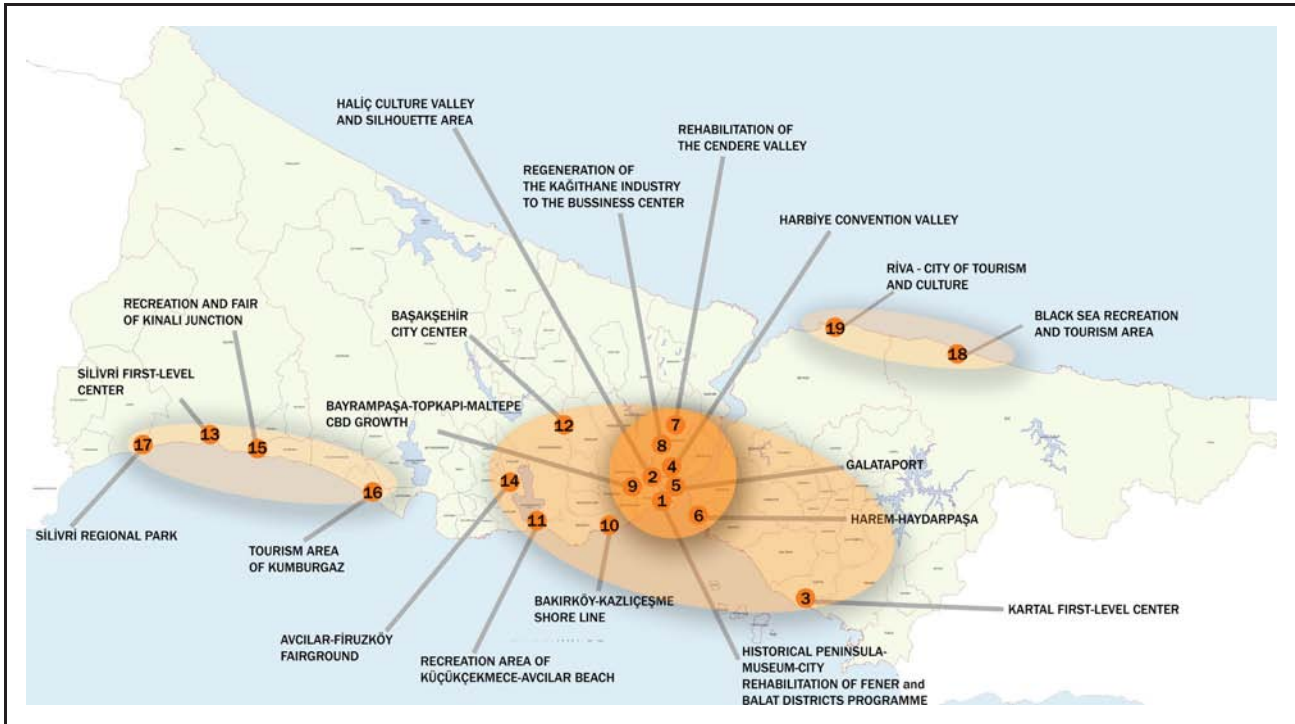 HALİÇ CULTURE VALLEY
AND SILHOUETTE AREA
REHABILITATION OF
THE CENDERE VALLEY
REGENERATION OF
THE KAĞITHANE INDUSTRY
TO THE BUSSINESS CENTER
HARBİYE CONVENTION VALLEY
RİVA - CITY OF TOURISM
AND CULTURE
RECREATION AND FAIR
OF KINALI JUNCTION
BAŞAKŞEHİR
CITY CENTER
BLACK SEA RECREATION
AND TOURISM AREA
19
18
SİLİVRİ FIRST-LEVEL
CENTER
BAYRAMPAŞA-TOPKAPI-MALTEPE
CBD GROWTH
12
7
13
17
15
8
4
2
GALATAPORT
14
9
5
16
1
11
10
6
HAREM-HAYDARPAŞA
SİLİVRİ REGIONAL PARK
TOURISM AREA
OF KUMBURGAZ
BAKIRKÖY-KAZLIÇEŞME
SHORE LINE
3
KARTAL FIRST-LEVEL CENTER
AVCILAR-FİRUZKÖY
FAIRGROUND
RECREATION AREA OF
KÜÇÜKÇEKMECE-AVCILAR BEACH
HISTORICAL PENINSULA-
MUSEUM-CITY
REHABILITATION OF FENER and
BALAT DISTRICTS PROGRAMME